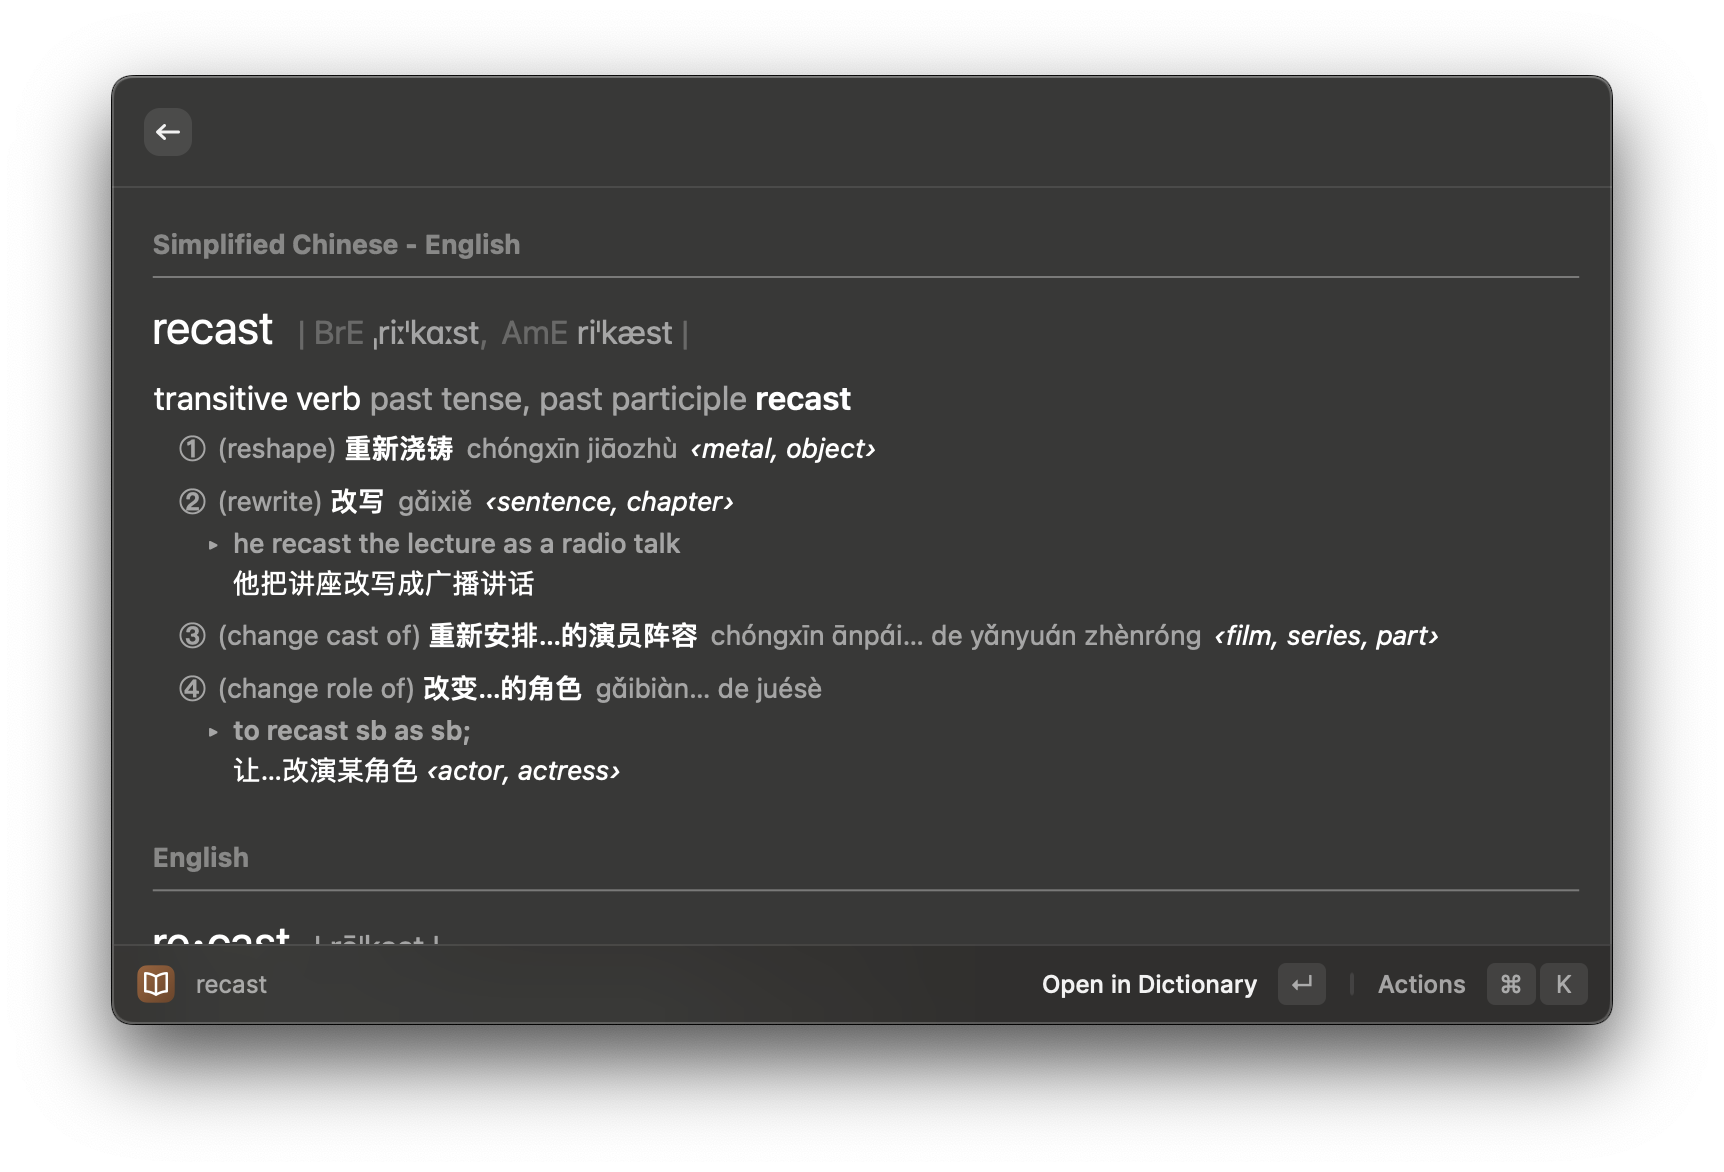 Simplified Chinese - English
recast | BrE ˌriːˈkɑːst, AmE riˈkæst |
transitive verb past tense, past participle recast
① (reshape) 重新浇铸 chóngxīn jiāozhù ‹metal, object›
② (rewrite) 改写 gǎixiě ‹sentence, chapter›
▸ he recast the lecture as a radio talk
他把讲座改写成广播讲话
③ (change cast of) 重新安排…的演员阵容 chóngxīn ānpái… de yǎnyuán zhènróng ‹film, series, part›
④ (change role of) 改变…的角色 gǎibiàn… de juésè
▸ to recast sb as sb;
让…改演某角色 ‹actor, actress›
English
re·cast
recast Open in Dictionary ↵ | Actions ⌘ K